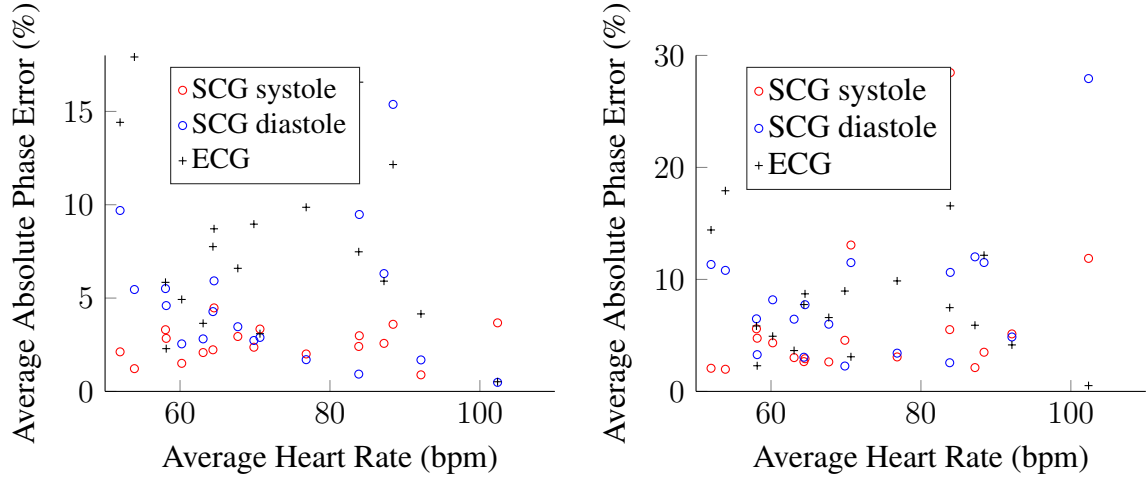 Average Absolute Phase Error (%)
15
10
5
0
60
80
100
Average Heart Rate (bpm)
SCG systole
SCG diastole
ECG
Average Absolute Phase Error (%)
30
20
10
0
60
80
100
Average Heart Rate (bpm)
SCG systole
SCG diastole
ECG